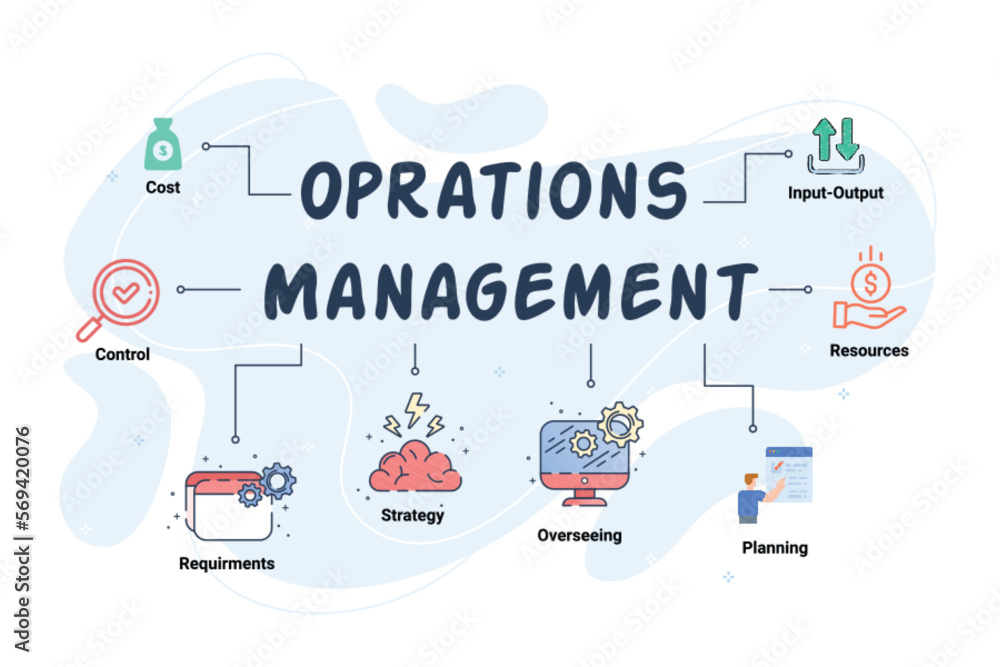 Cost
OPRATIONS
Input-Output
MANAGEMENT
Control
Resources
Requirments
Strategy
Overseeing
Planning
Adobe Stock | #569420076